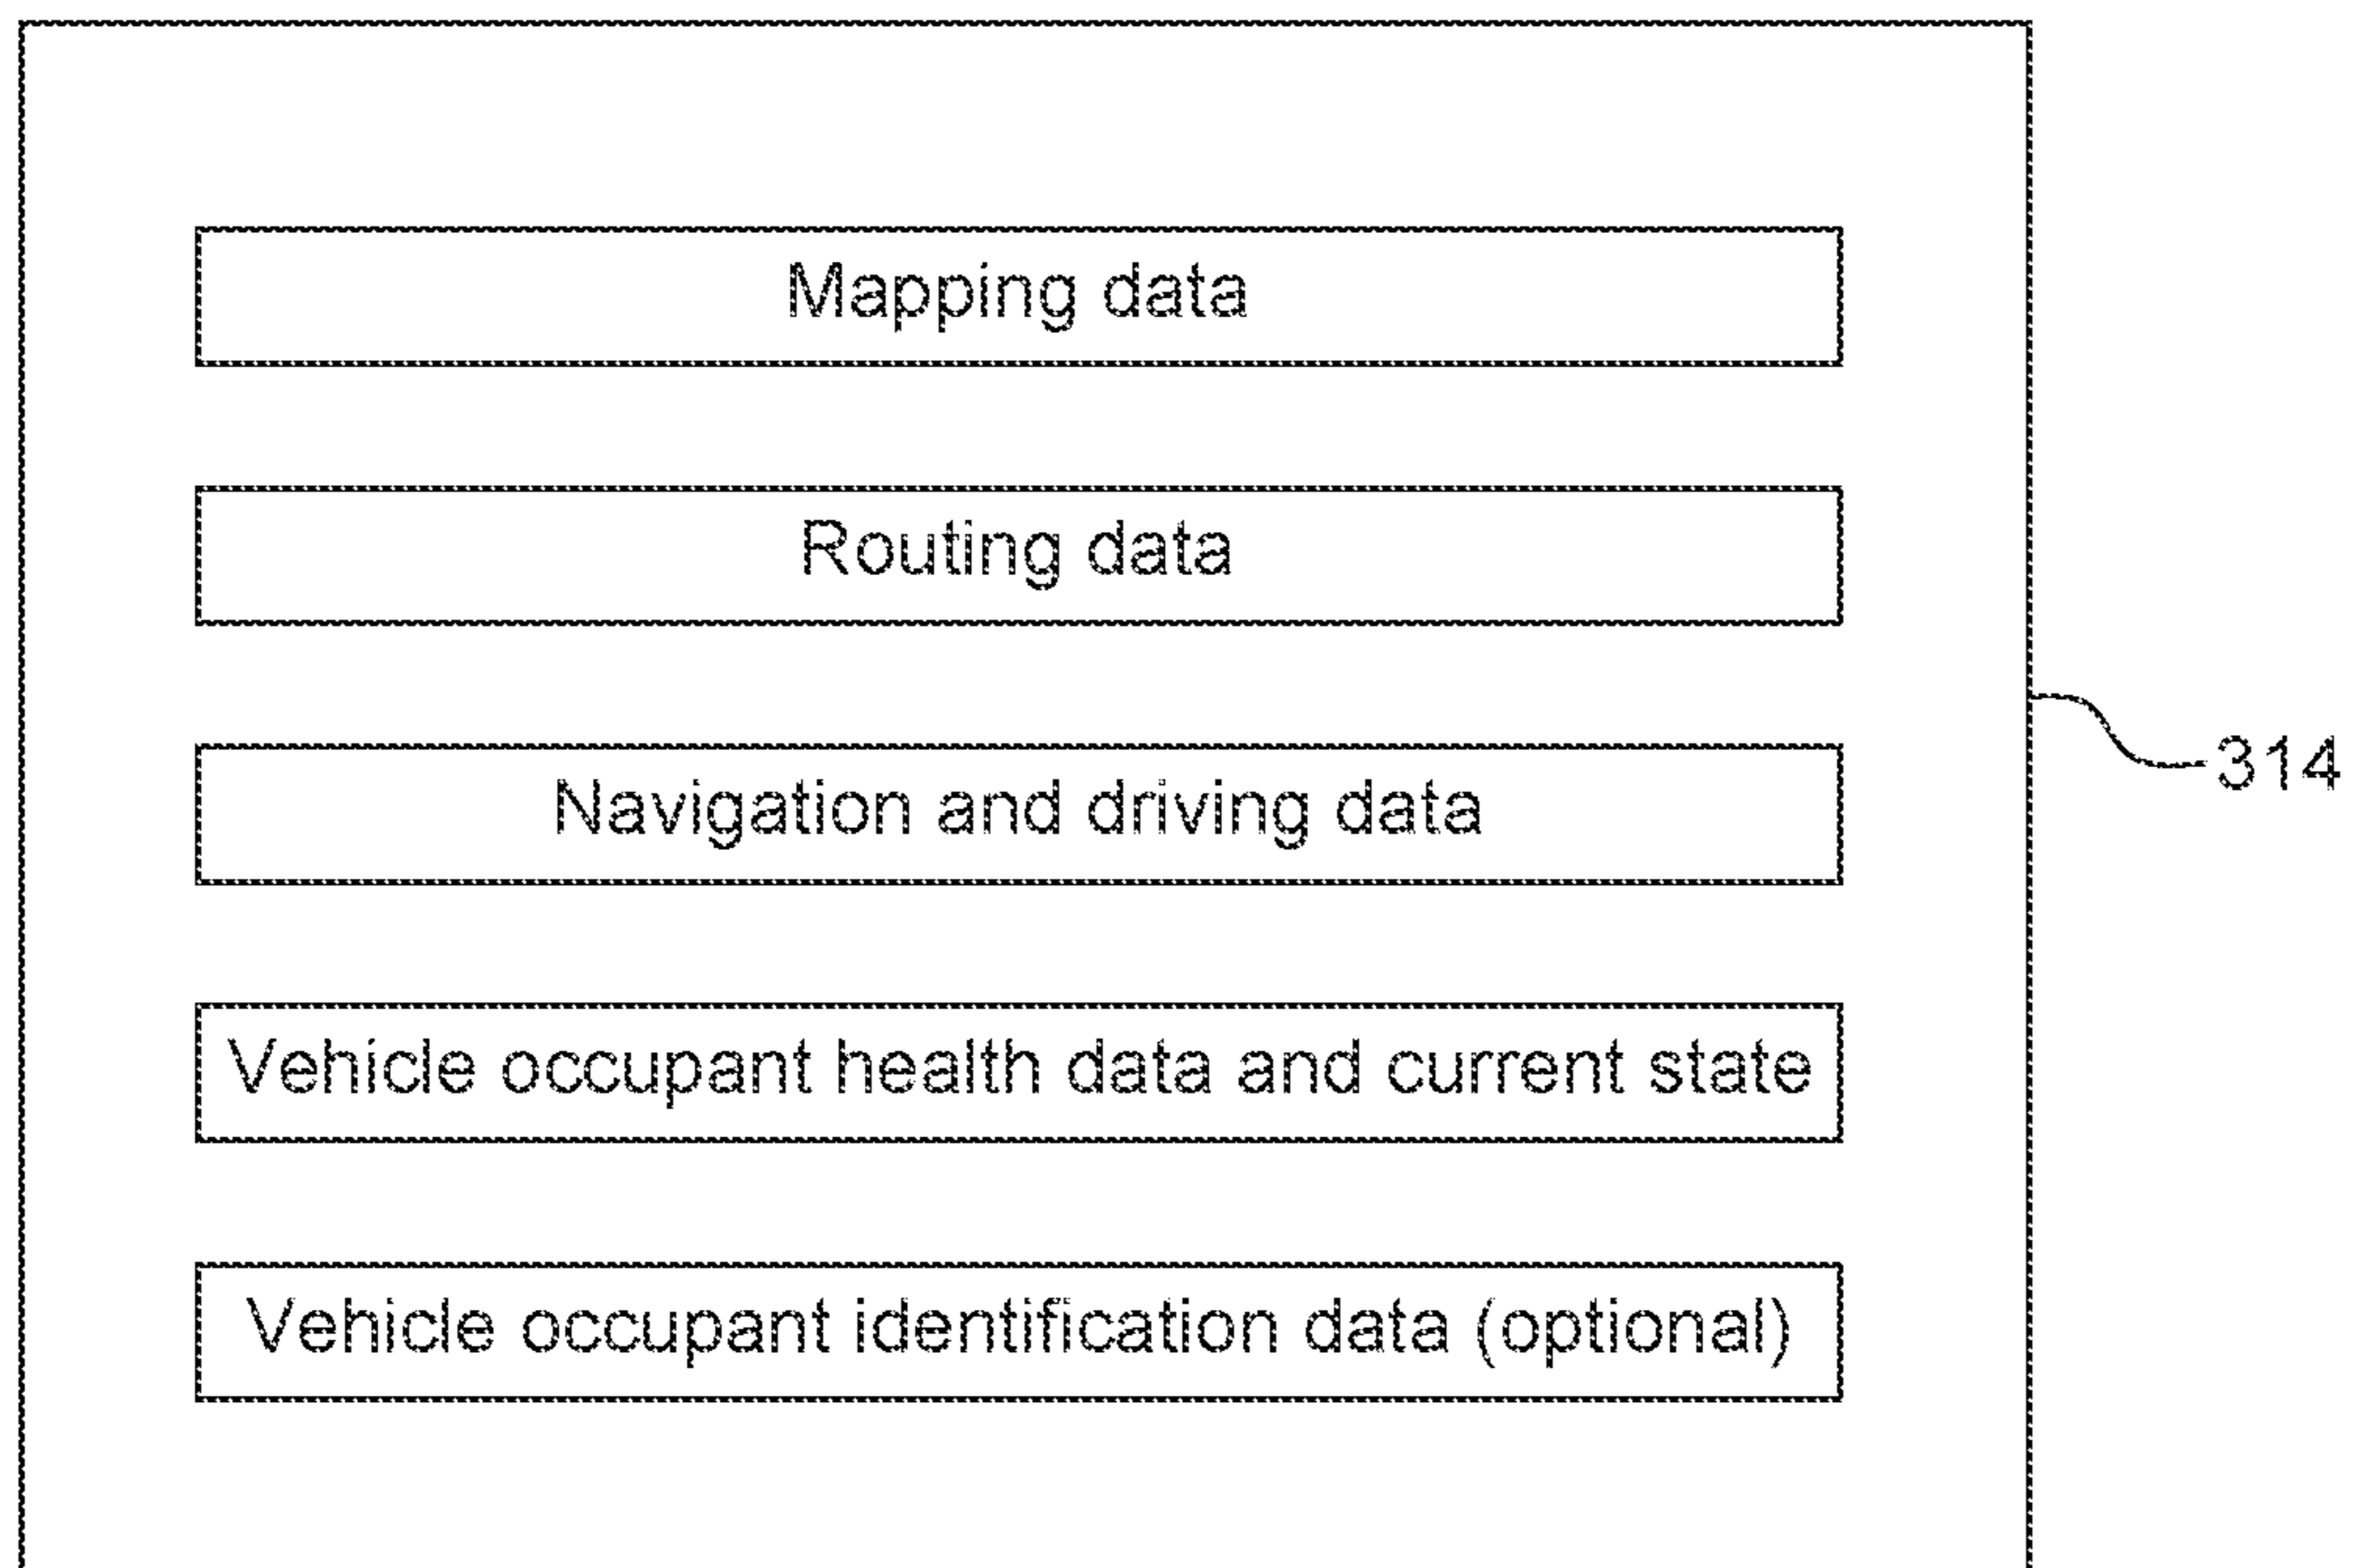 Mapping data
Routing data
Navigation and driving data
314
Vehicle occupant health data and current state
Vehicle occupant identification data (optional)